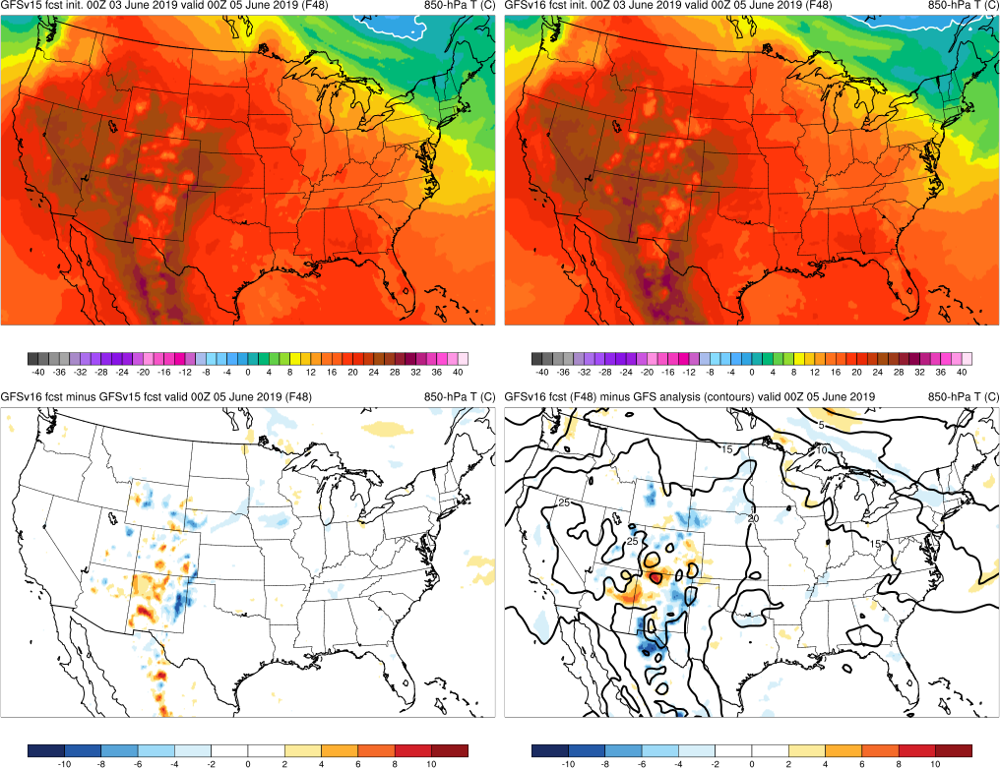 GFSv15 fcst init. 00Z 03 June 2019 valid 00Z 05 June 2019 (F48) 850-hPa T (C)
GFSv16 fcst init. 00Z 03 June 2019 valid 00Z 05 June 2019 (F48) 850-hPa T (C)
-40 -36 -32 -28 -24 -20 -16 -12 -8 -4 0 4 8 12 16 20 24 28 32 36 40
-40 -36 -32 -28 -24 -20 -16 -12 -8 -4 0 4 8 12 16 20 24 28 32 36 40
GFSv16 fcst minus GFSv15 fcst valid 00Z 05 June 2019 (F48) 850-hPa T (C)
GFSv16 fcst (F48) minus GFS analysis (contours) valid 00Z 05 June 2019 850-hPa T (C)
5
15
10
25
20
25
15
-10 -8 -6 -4 -2 0 2 4 6 8 10
-10 -8 -6 -4 -2 0 2 4 6 8 10